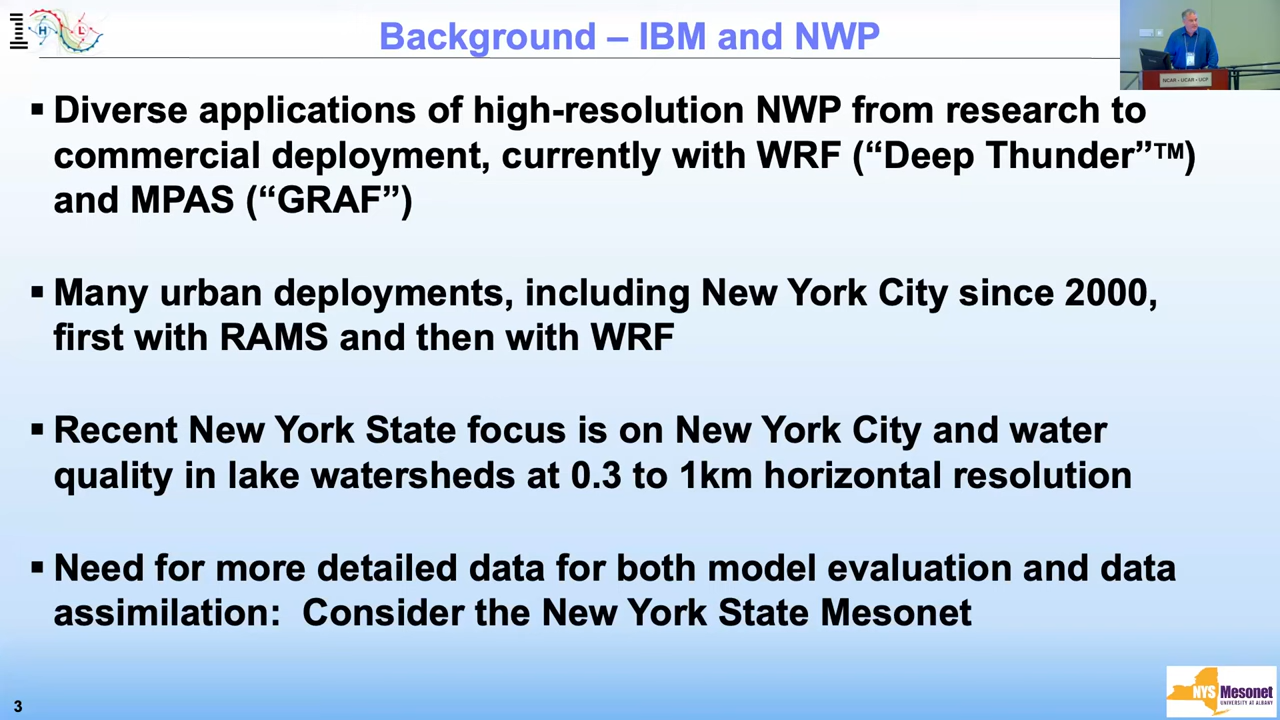 Background – IBM and NWP
H
L
NCAR - UCAR - UCP
▪ Diverse applications of high-resolution NWP from research to
commercial deployment, currently with WRF (“Deep Thunder”™)
and MPAS (“GRAF”)
▪ Many urban deployments, including New York City since 2000,
first with RAMS and then with WRF
▪ Recent New York State focus is on New York City and water
quality in lake watersheds at 0.3 to 1km horizontal resolution
▪ Need for more detailed data for both model evaluation and data
assimilation:  Consider the New York State Mesonet
3
NYS Mesonet
UNIVERSITY AT ALBANY